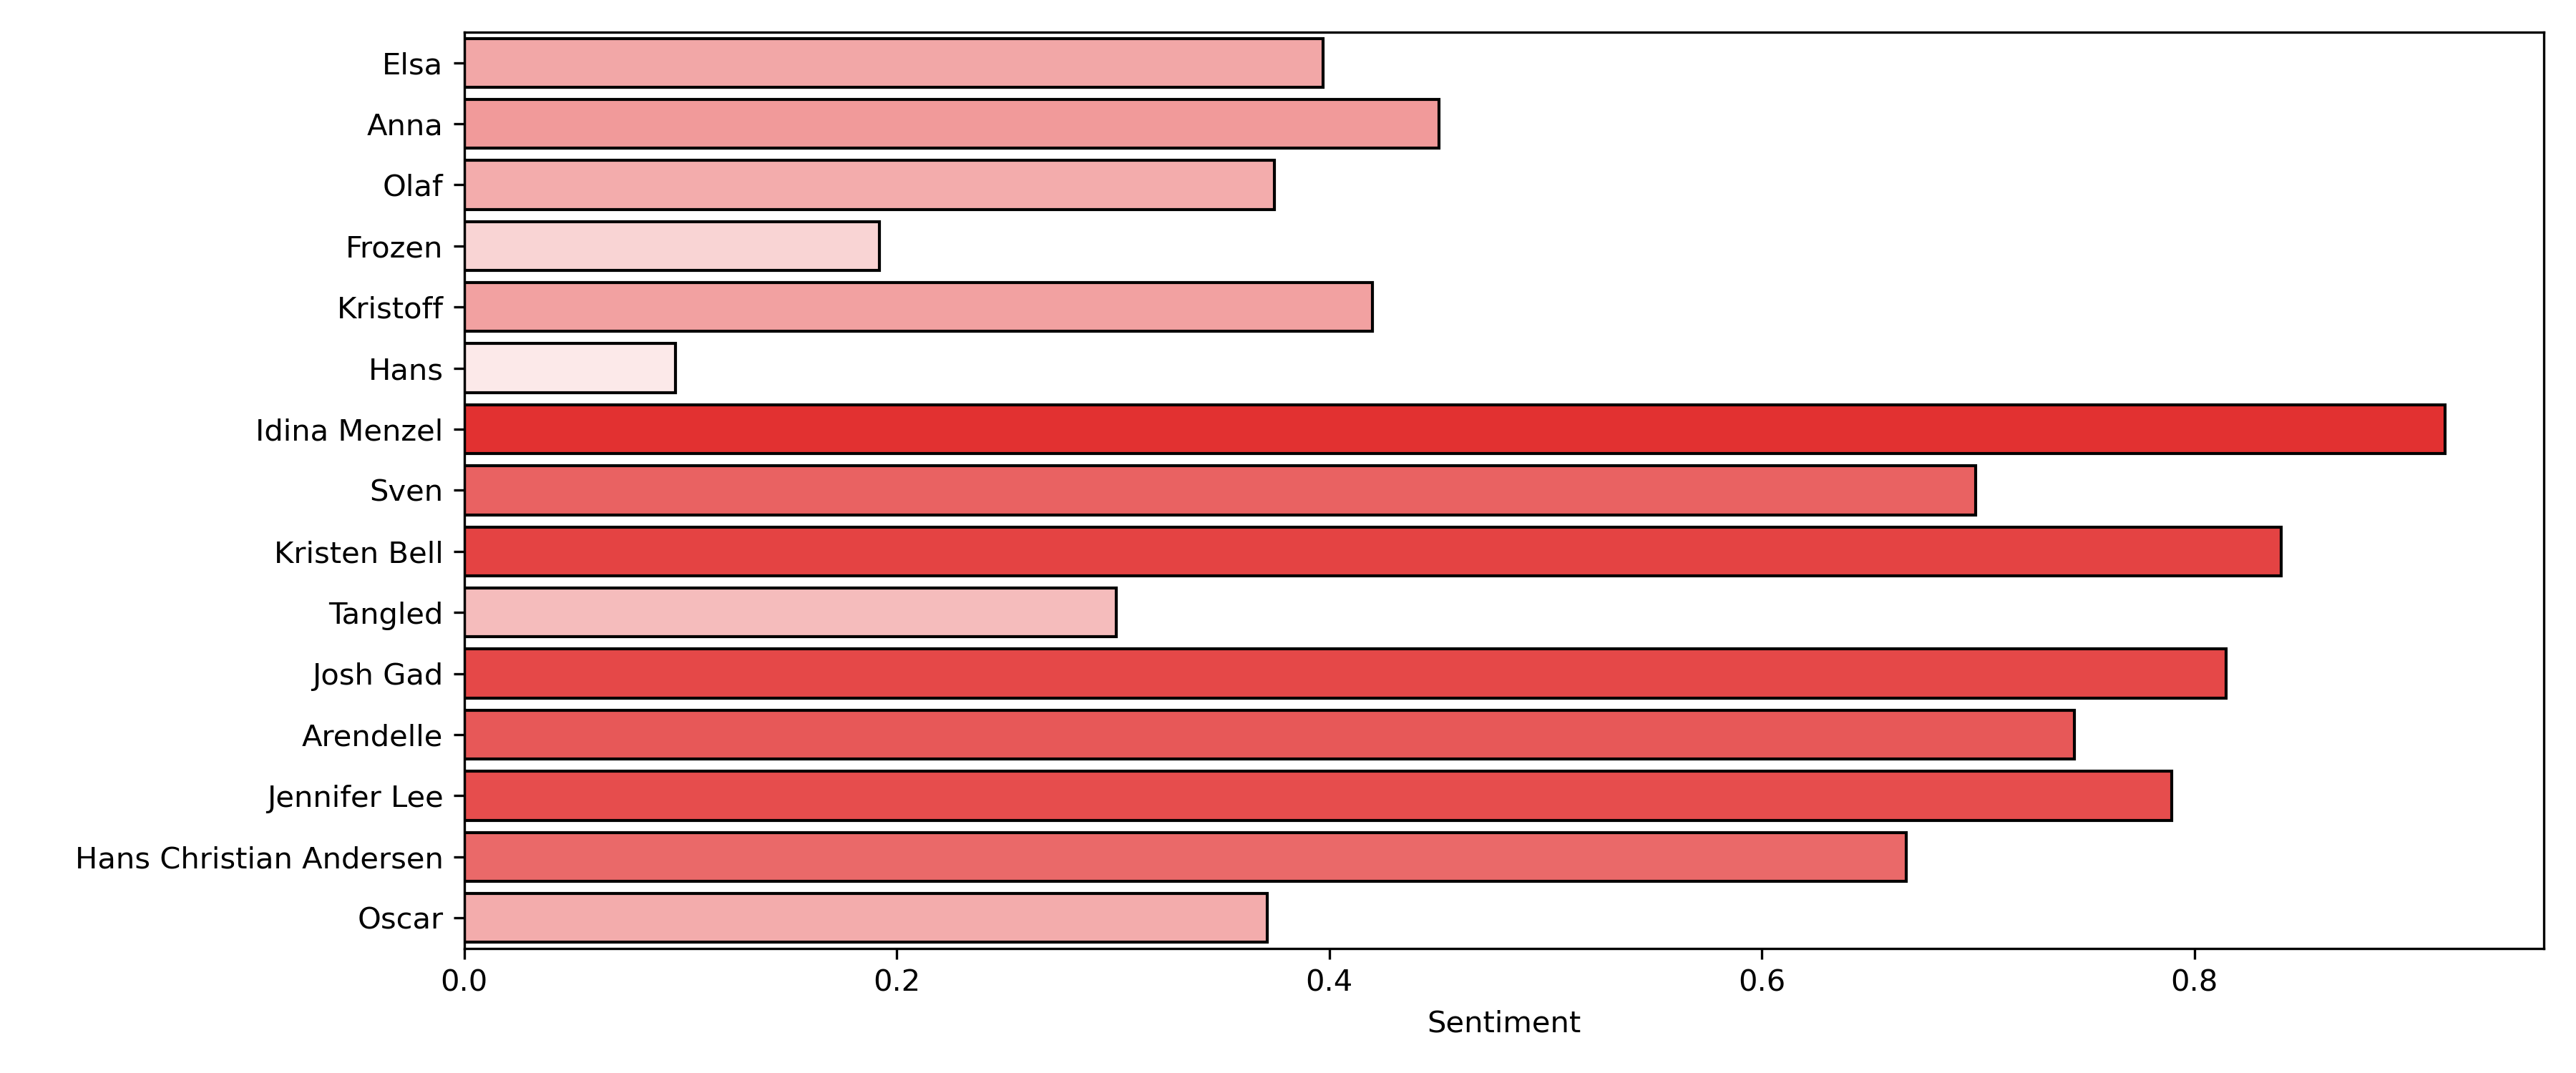 Elsa
Anna
Olaf
Frozen
Kristoff
Hans
Idina Menzel
Sven
Kristen Bell
Tangled
Josh Gad
Arendelle
Jennifer Lee
Hans Christian Andersen
Oscar
0.0 0.2 0.4 0.6 0.8
Sentiment